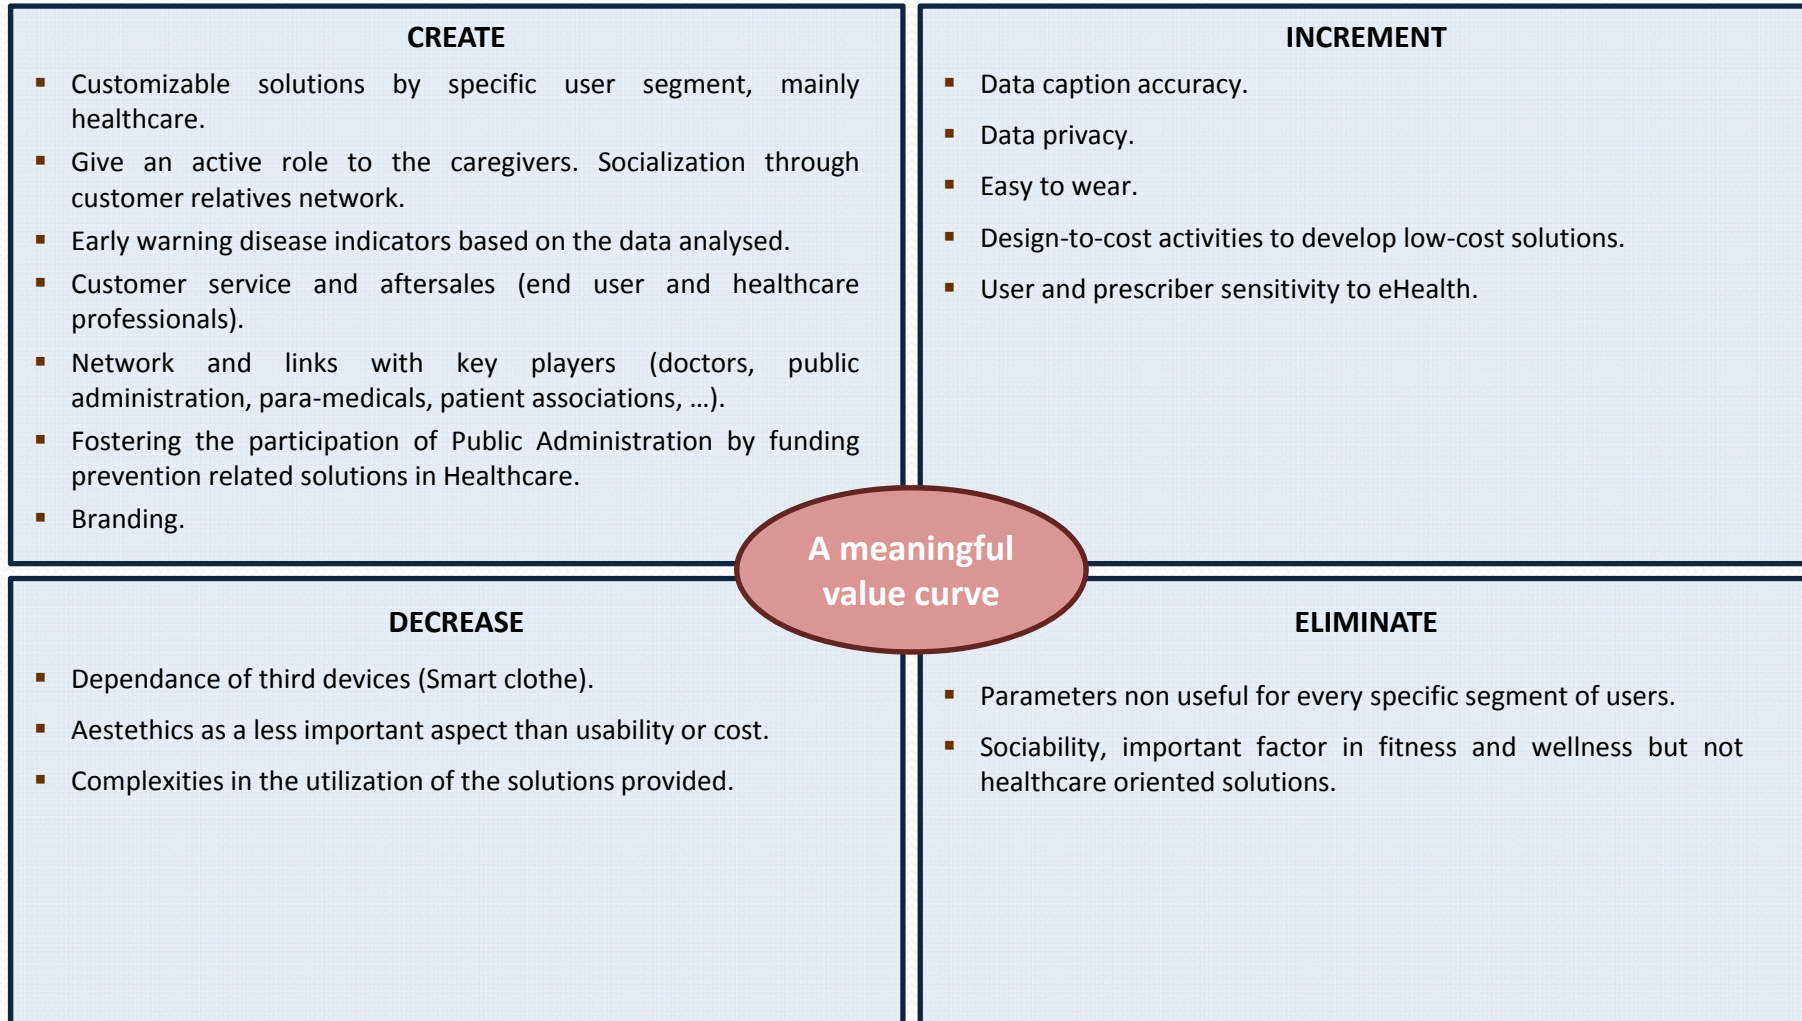 CREATE
▪ Customizable solutions by specific user segment, mainly
healthcare.
▪ Give an active role to the caregivers. Socialization through
customer relatives network.
▪ Early warning disease indicators based on the data analysed.
▪ Customer service and aftersales (end user and healthcare
professionals).
▪ Network and links with key players (doctors, public
administration, para-medicals, patient associations, …).
▪ Fostering the participation of Public Administration by funding
prevention related solutions in Healthcare.
▪ Branding.
INCREMENT
▪ Data caption accuracy.
▪ Data privacy.
▪ Easy to wear.
▪ Design-to-cost activities to develop low-cost solutions.
▪ User and prescriber sensitivity to eHealth.
A meaningful
value curve
DECREASE
▪ Dependance of third devices (Smart clothe).
▪ Aestethics as a less important aspect than usability or cost.
▪ Complexities in the utilization of the solutions provided.
ELIMINATE
▪ Parameters non useful for every specific segment of users.
▪ Sociability, important factor in fitness and wellness but not
healthcare oriented solutions.